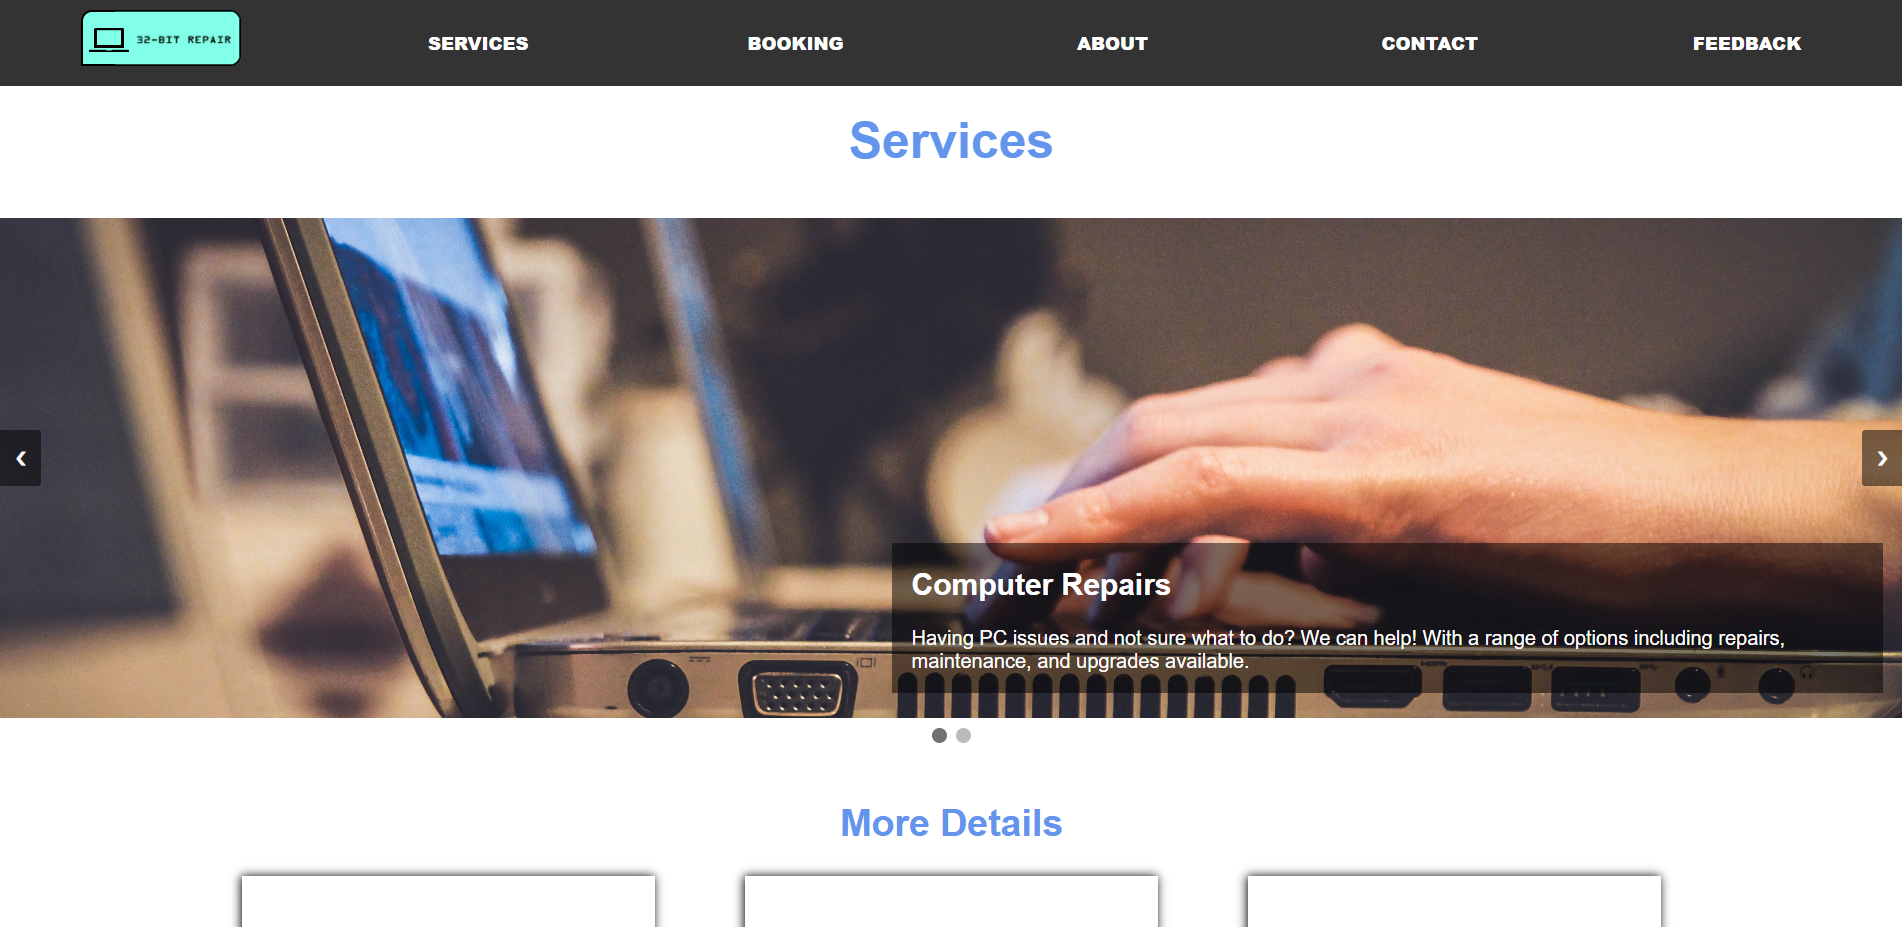 32-BIT REPAIR
SERVICES
BOOKING
ABOUT
CONTACT
FEEDBACK
Services
‹
›
Computer Repairs
Having PC issues and not sure what to do? We can help! With a range of options including repairs,
maintenance, and upgrades available.
HDMI
More Details